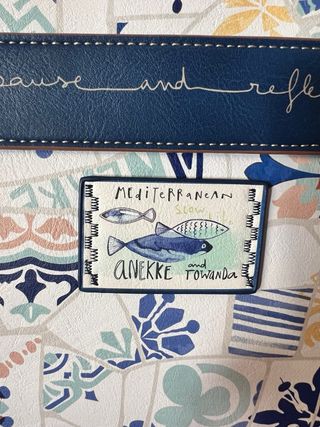 pause and refle
MEDiTERRANEAN
SLOW
aNEKKE and TOWANDA